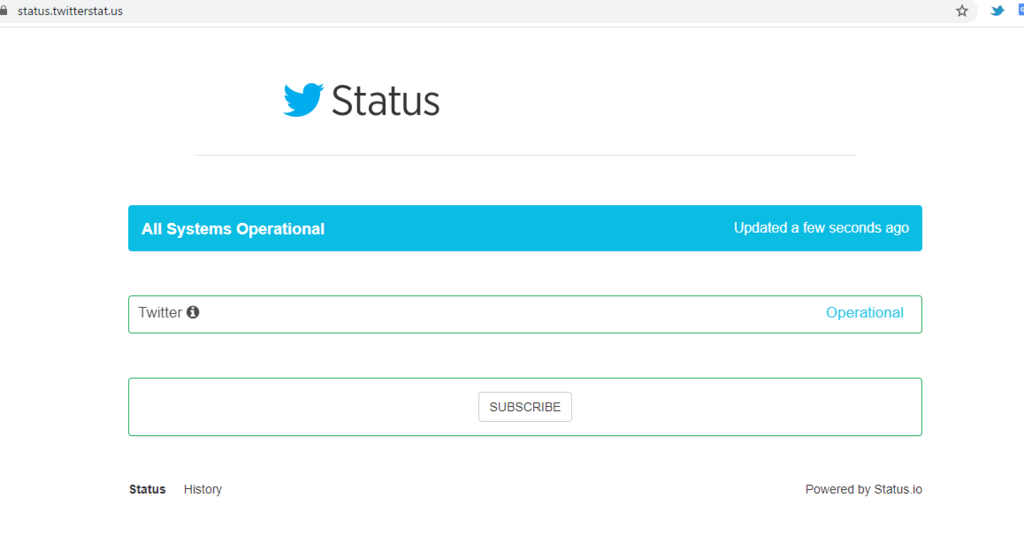 status.twitterstat.us
Status
All Systems Operational Updated a few seconds ago
Twitter Operational
SUBSCRIBE
Status History Powered by Status.io